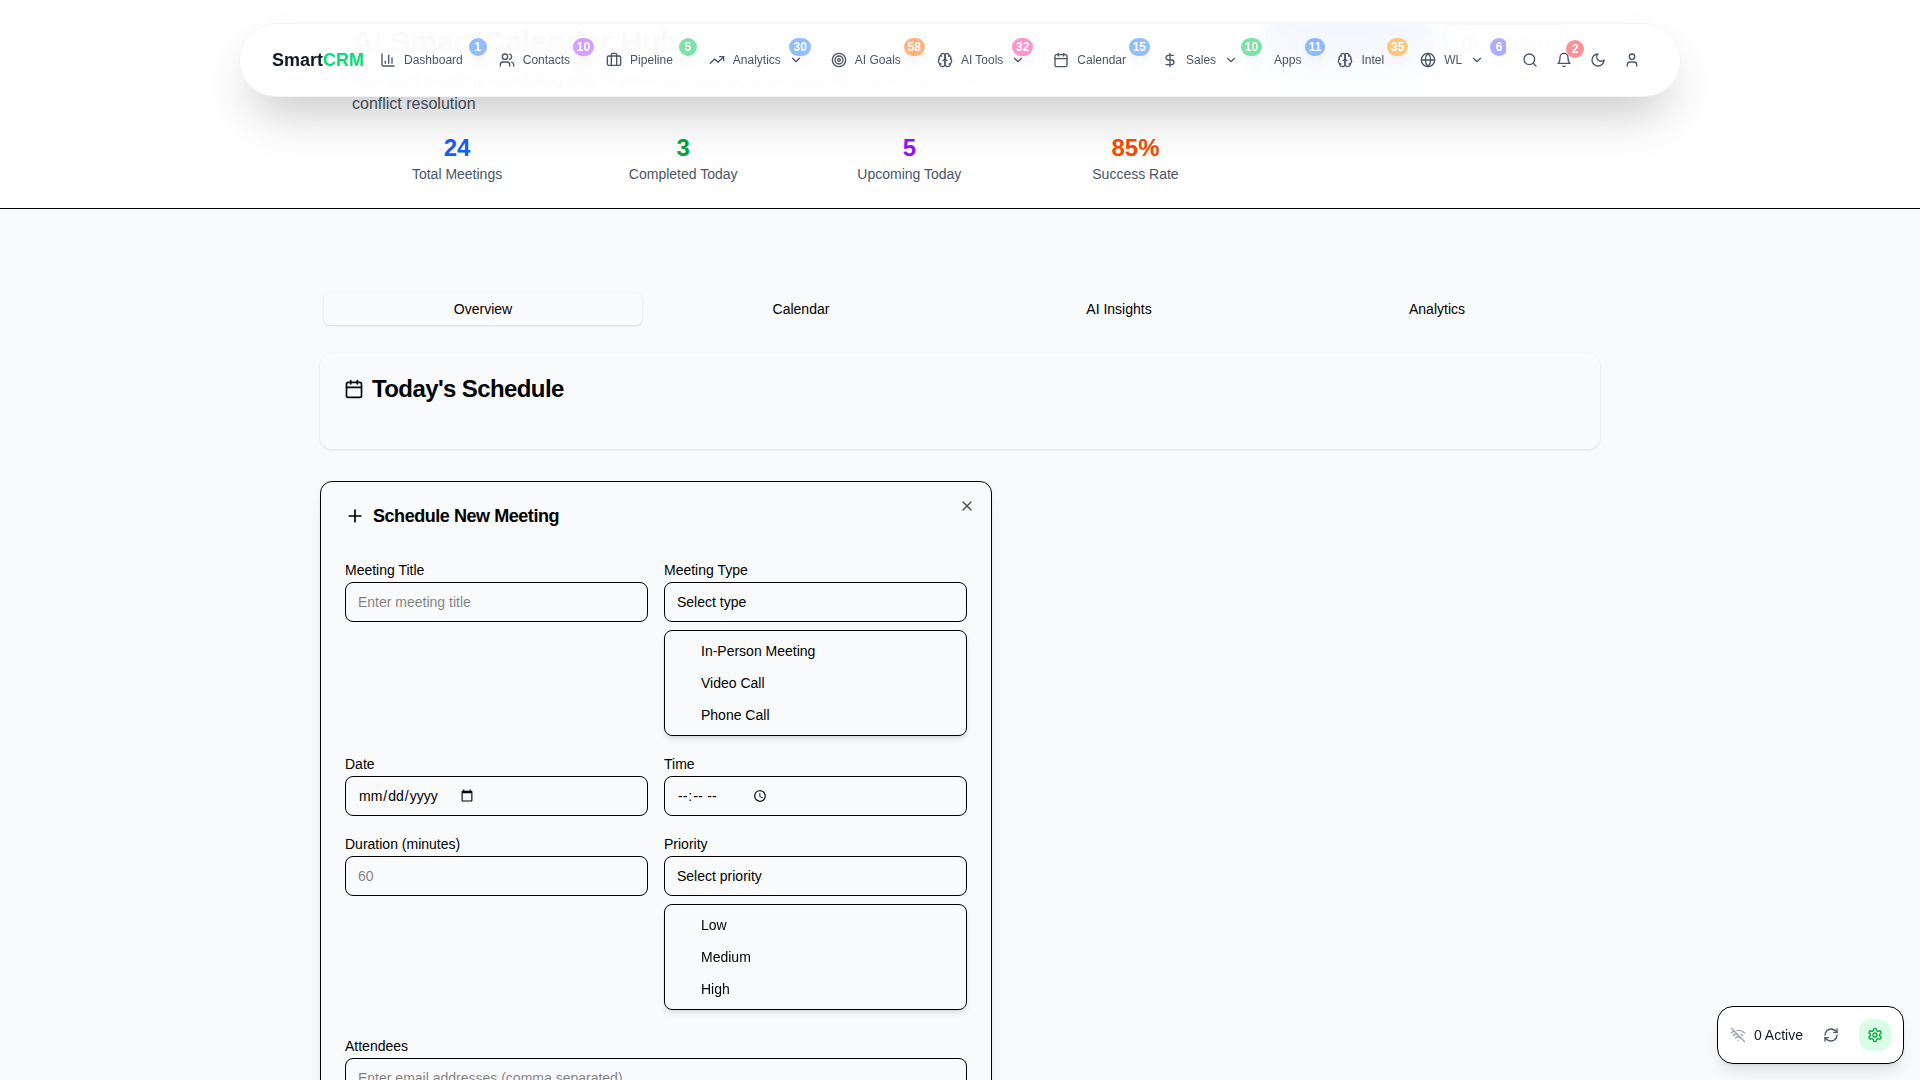 AI Smart Calendar Hub
SmartCRM
Dashboard
1
Contacts
10
Pipeline
5
Analytics
30
AI Goals
58
AI Tools
32
Calendar
15
Sales
10
Apps
11
Intel
35
WL
6
2
conflict resolution
24
Total Meetings
3
Completed Today
5
Upcoming Today
85%
Success Rate
Overview
Calendar
AI Insights
Analytics
Today's Schedule
Schedule New Meeting
Meeting Title
Enter meeting title
Meeting Type
Select type
In-Person Meeting
Video Call
Phone Call
Date
mm/dd/yyyy
Time
--:-- --
Duration (minutes)
60
Priority
Select priority
Low
Medium
High
Attendees
Enter email addresses (comma separated)
0 Active